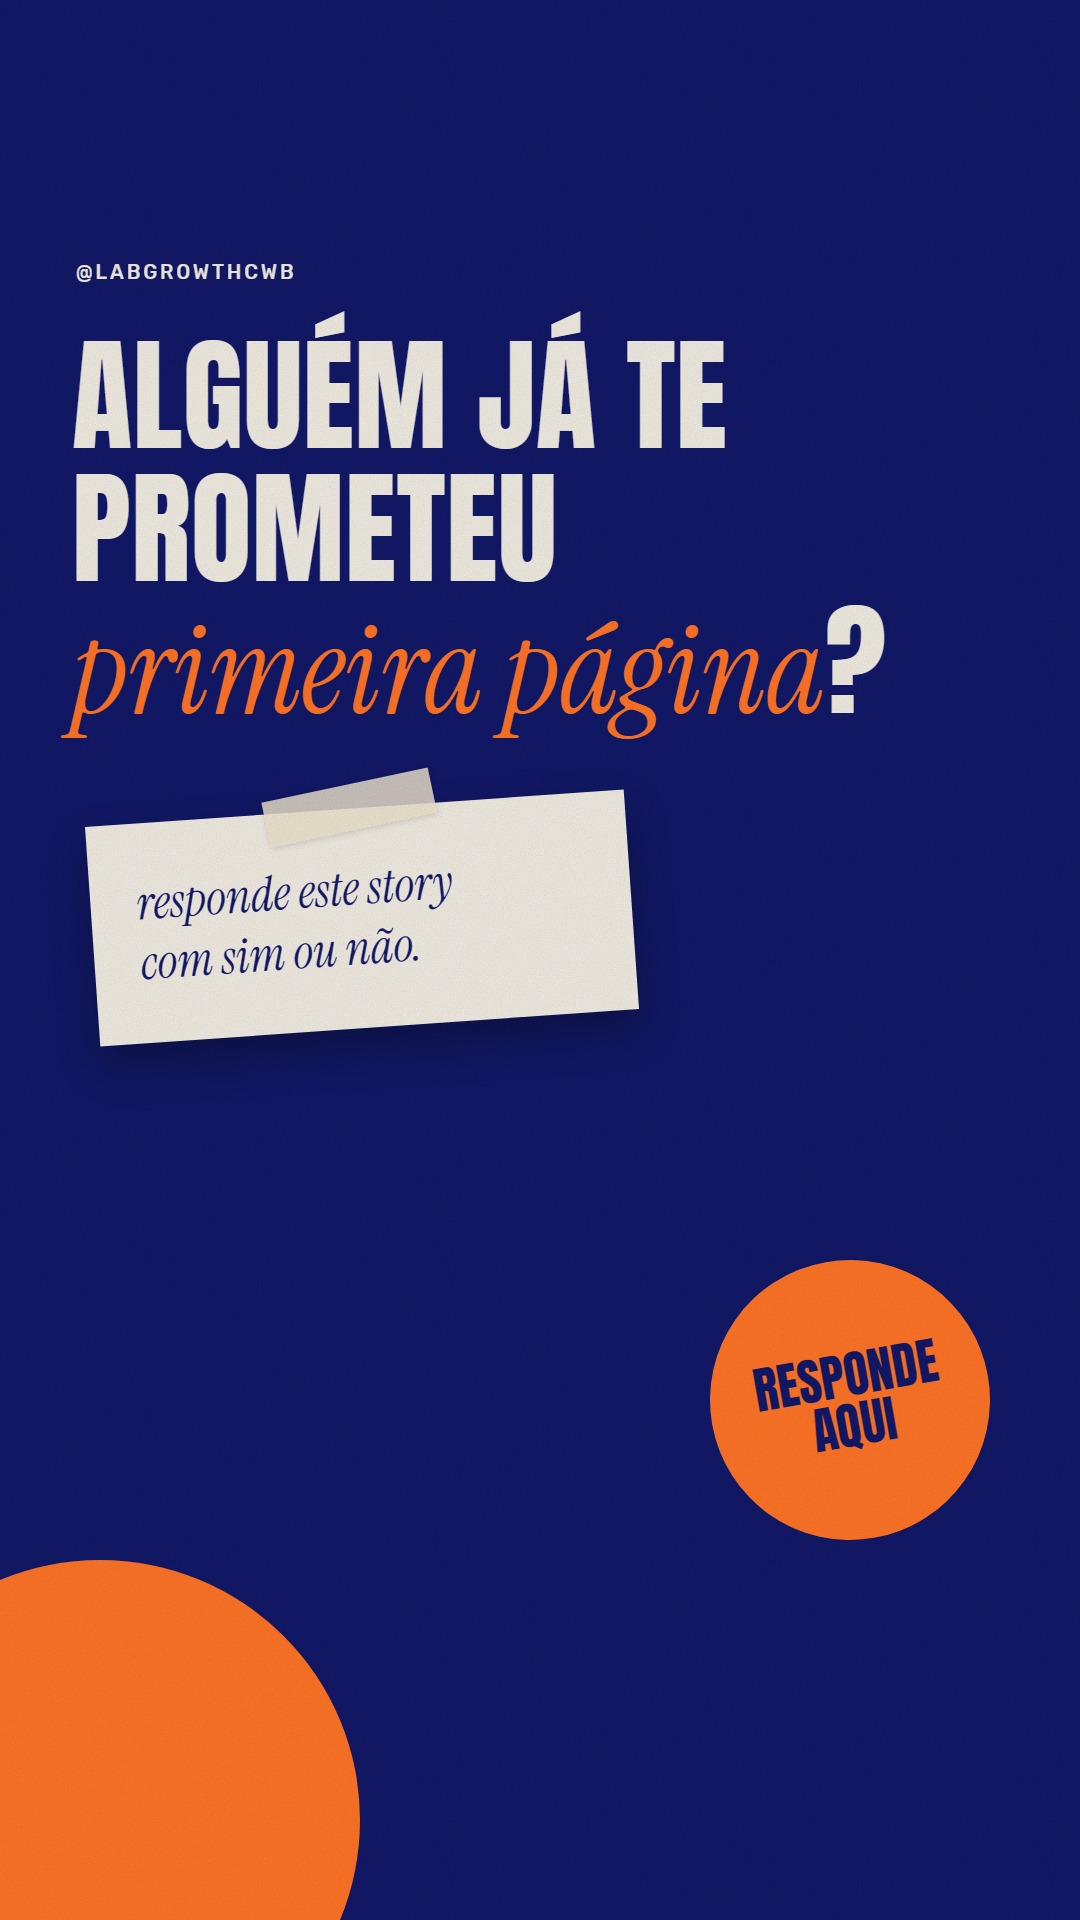 @LABGROWTHCWB
ALGUÉM JÁ TE
PROMETEU
primeira página?
responde este story
com sim ou não.
RESPONDE
AQUI